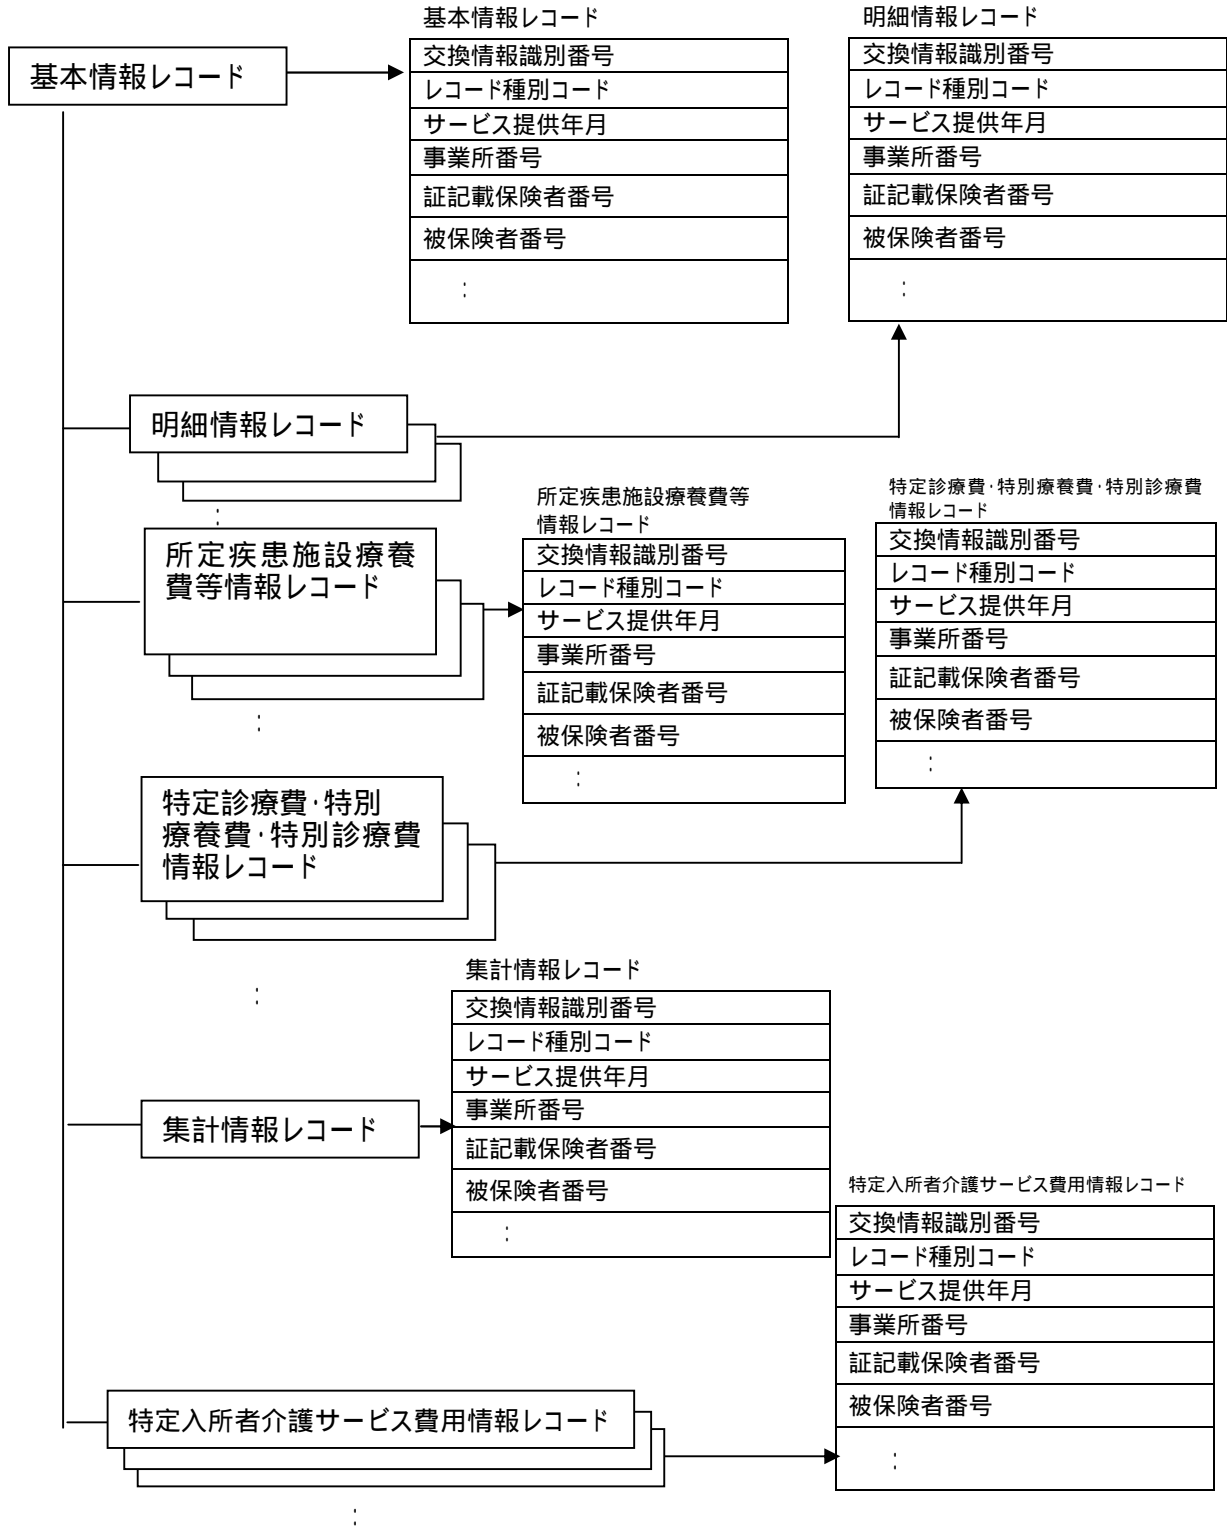 基本情報レコード
基本情報レコード
交換情報識別番号
レコード種別コード
サービス提供年月
事業所番号
証記載保険者番号
被保険者番号
:
明細情報レコード
交換情報識別番号
レコード種別コード
サービス提供年月
事業所番号
証記載保険者番号
被保険者番号
:
明細情報レコード
:
所定疾患施設療養
費等情報レコード
:
所定疾患施設療養費等
情報レコード
交換情報識別番号
レコード種別コード
サービス提供年月
事業所番号
証記載保険者番号
被保険者番号
:
特定診療費・特別療養費・特別診療費
情報レコード
交換情報識別番号
レコード種別コード
サービス提供年月
事業所番号
証記載保険者番号
被保険者番号
:
特定診療費・特別
療養費・特別診療費
情報レコード
:
集計情報レコード
集計情報レコード
交換情報識別番号
レコード種別コード
サービス提供年月
事業所番号
証記載保険者番号
被保険者番号
:
特定入所者介護サービス費用情報レコード
交換情報識別番号
レコード種別コード
サービス提供年月
事業所番号
証記載保険者番号
被保険者番号
:
特定入所者介護サービス費用情報レコード
: